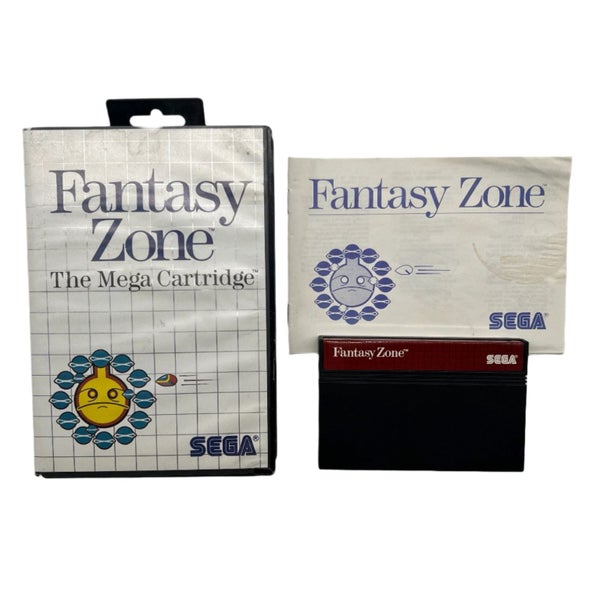 Fantasy
Zone™
The Mega Cartridge™
SEGA®
Fantasy Zone™
SEGA®
Fantasy Zone™
SEGA®